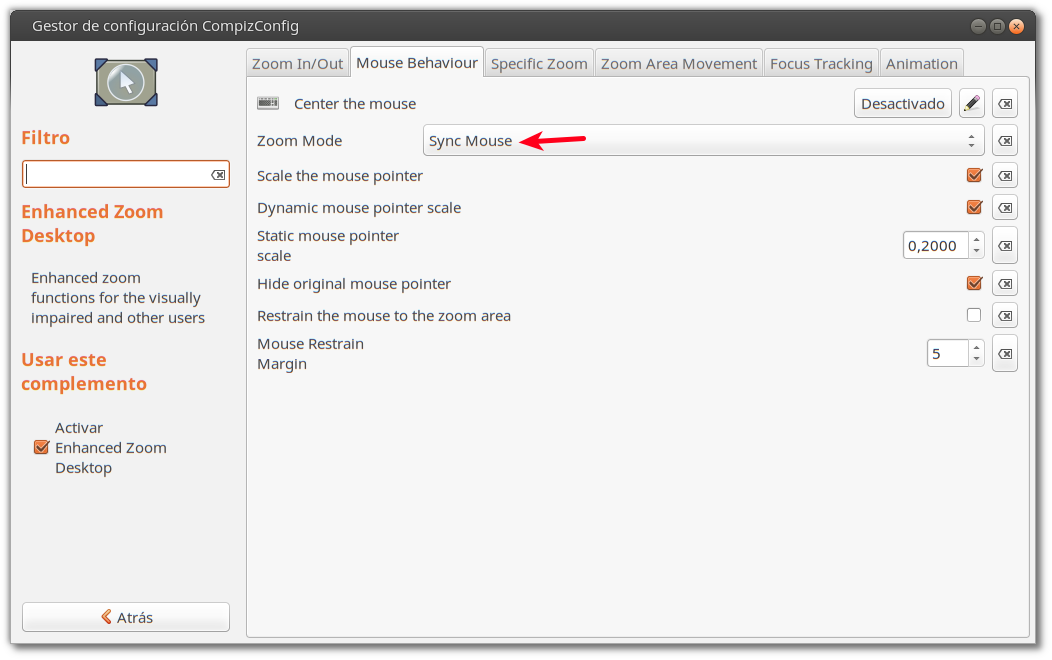 Gestor de configuración CompizConfig
Filtro
Enhanced Zoom
Desktop
Enhanced zoom
functions for the visually
impaired and other users
Usar este
complemento
Activar
Enhanced Zoom
Desktop
Atrás
Zoom In/Out Mouse Behaviour Specific Zoom Zoom Area Movement Focus Tracking Animation
Center the mouse Desactivado
Zoom Mode Sync Mouse
Scale the mouse pointer
Dynamic mouse pointer scale
Static mouse pointer
scale 0,2000
Hide original mouse pointer
Restrain the mouse to the zoom area
Mouse Restrain
Margin 5